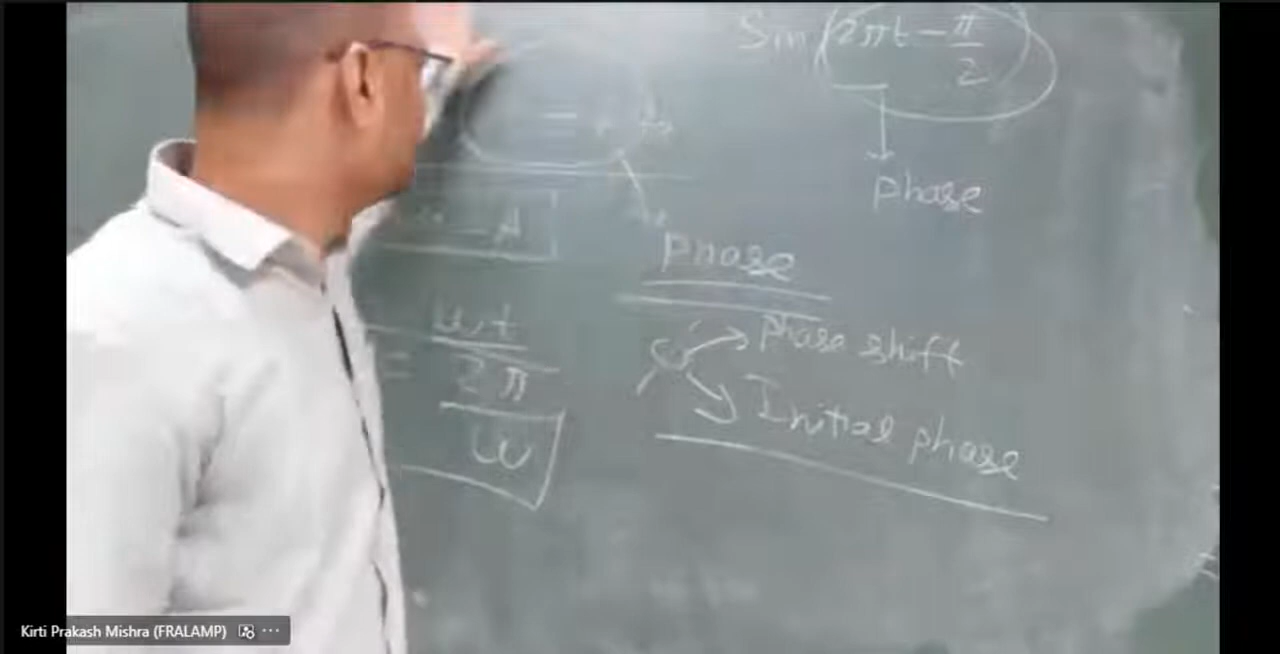 Sin(2πt - π/2)
phase
Phase
phase shift
Initial phase
ωt
2π
ω
Kirti Prakash Mishra (FRALAMP)